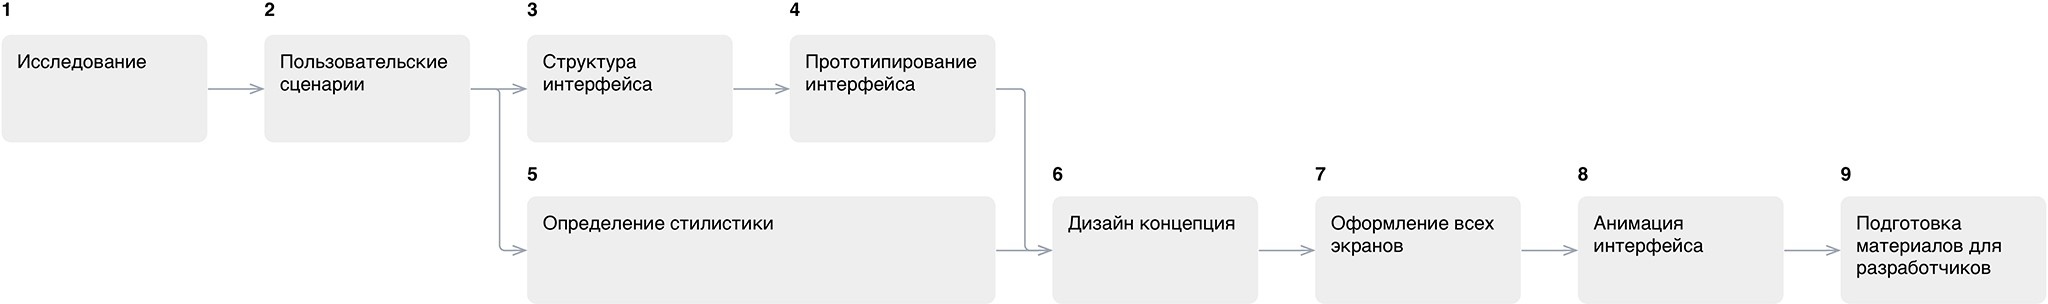 1
Исследование
2
Пользовательские
сценарии
3
Структура
интерфейса
4
Прототипирование
интерфейса
5
Определение стилистики
6
Дизайн концепция
7
Оформление всех
экранов
8
Анимация
интерфейса
9
Подготовка
материалов для
разработчиков